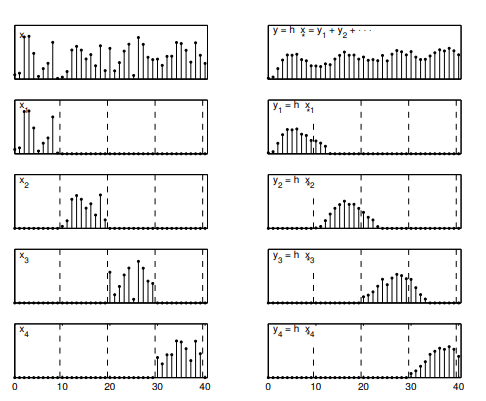 x
y = h * x = y1 + y2 + · · ·
x1
y1 = h * x1
x2
y2 = h * x2
x3
y3 = h * x3
x4
y4 = h * x4
0 10 20 30 40 0 10 20 30 40